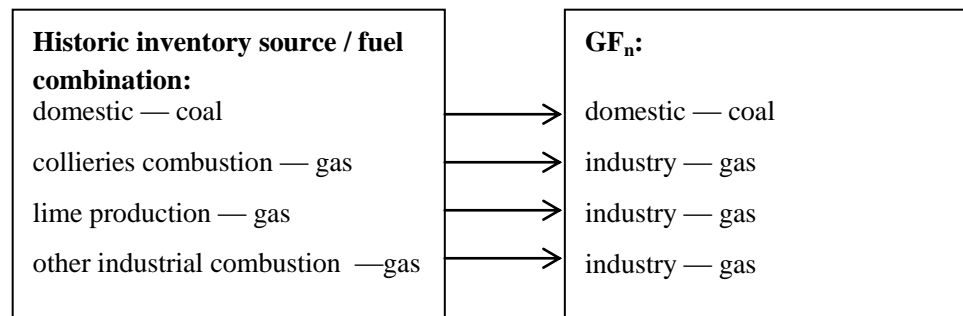 Historic inventory source / fuel
combination:
domestic — coal
collieries combustion — gas
lime production — gas
other industrial combustion —gas
GFn:
domestic — coal
industry — gas
industry — gas
industry — gas